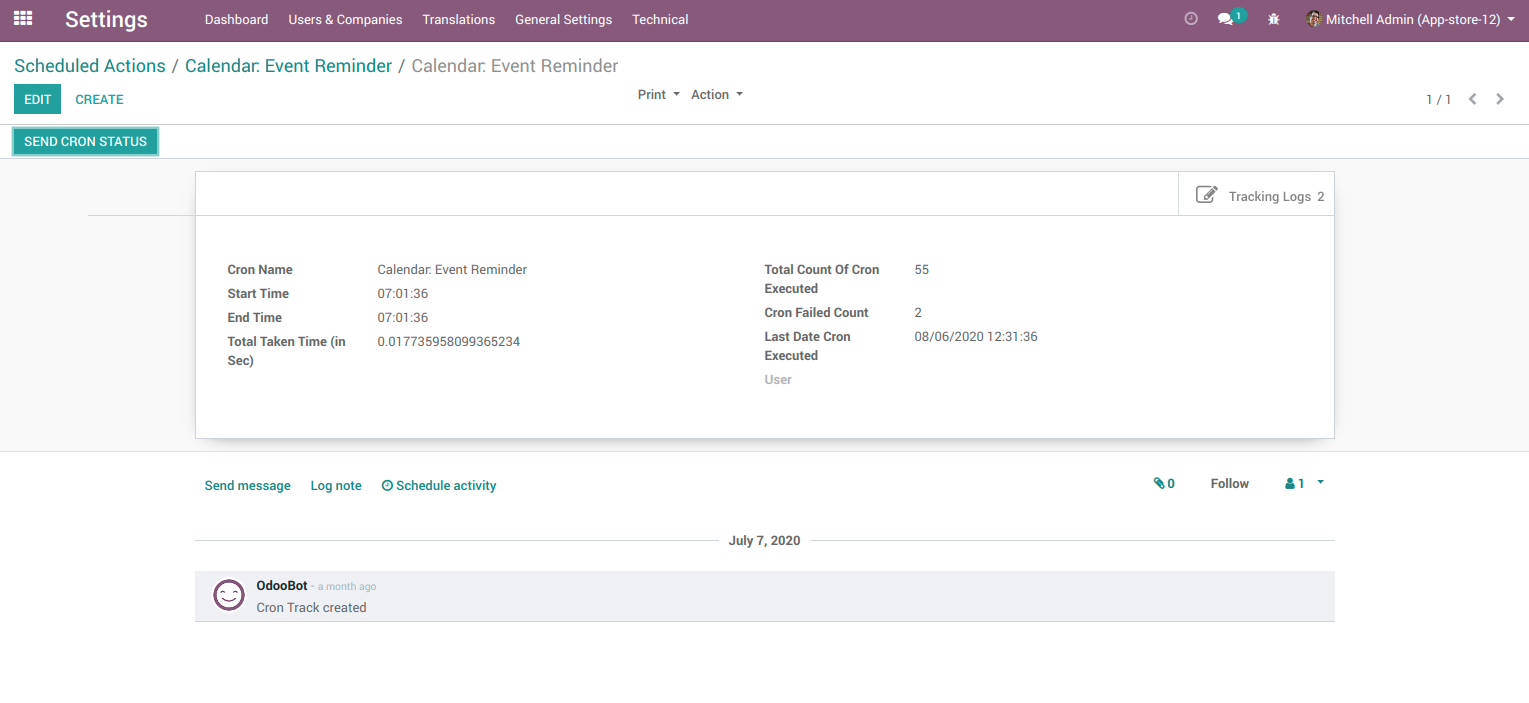 Settings Dashboard Users & Companies Translations General Settings Technical 1 Mitchell Admin (App-store-12)
Scheduled Actions / Calendar: Event Reminder / Calendar: Event Reminder
EDIT CREATE Print Action 1 / 1
SEND CRON STATUS
Tracking Logs 2
Cron Name Calendar: Event Reminder
Start Time 07:01:36
End Time 07:01:36
Total Taken Time (in 0.017735958099365234
Sec)
Total Count Of Cron 55
Executed
Cron Failed Count 2
Last Date Cron 08/06/2020 12:31:36
Executed
User
Send message Log note Schedule activity 0 Follow 1
July 7, 2020
OdooBot - a month ago
Cron Track created